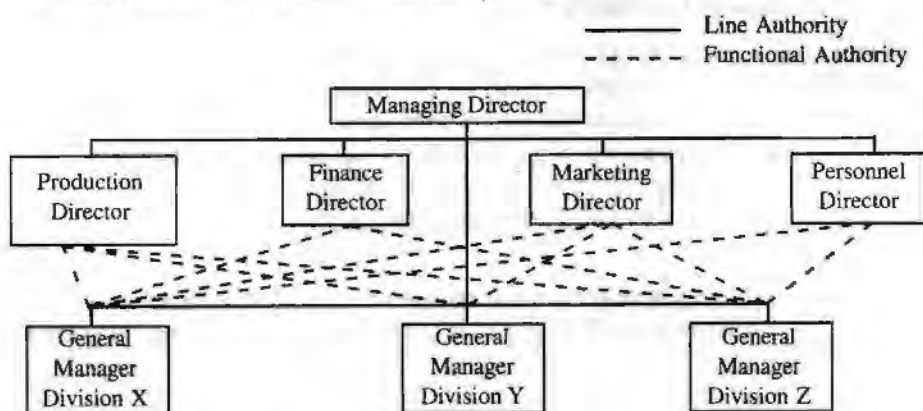 Line Authority
Functional Authority
Managing Director
Production
Director
Finance
Director
Marketing
Director
Personnel
Director
General
Manager
Division X
General
Manager
Division Y
General
Manager
Division Z